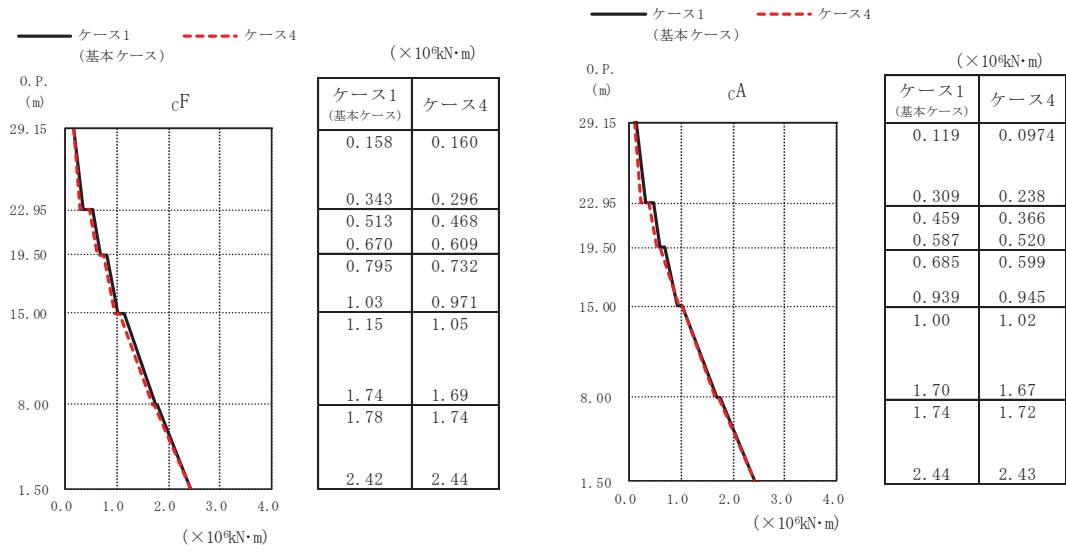 ケース1
(基本ケース)
ケース4
(×10⁶kN・m)
O.P.
(m)
CF
29.15
22.95
19.50
15.00
8.00
1.50
0.0 1.0 2.0 3.0 4.0
(×10⁶kN・m)
ケース1
(基本ケース)
ケース4
0.158 0.160
0.343 0.296
0.513 0.468
0.670 0.609
0.795 0.732
1.03 0.971
1.15 1.05
1.74 1.69
1.78 1.74
2.42 2.44
ケース1
(基本ケース)
ケース4
(×10⁶kN・m)
O.P.
(m)
CA
29.15
22.95
19.50
15.00
8.00
1.50
0.0 1.0 2.0 3.0 4.0
(×10⁶kN・m)
ケース1
(基本ケース)
ケース4
0.119 0.0974
0.309 0.238
0.459 0.366
0.587 0.520
0.685 0.599
0.939 0.945
1.00 1.02
1.70 1.67
1.74 1.72
2.44 2.43